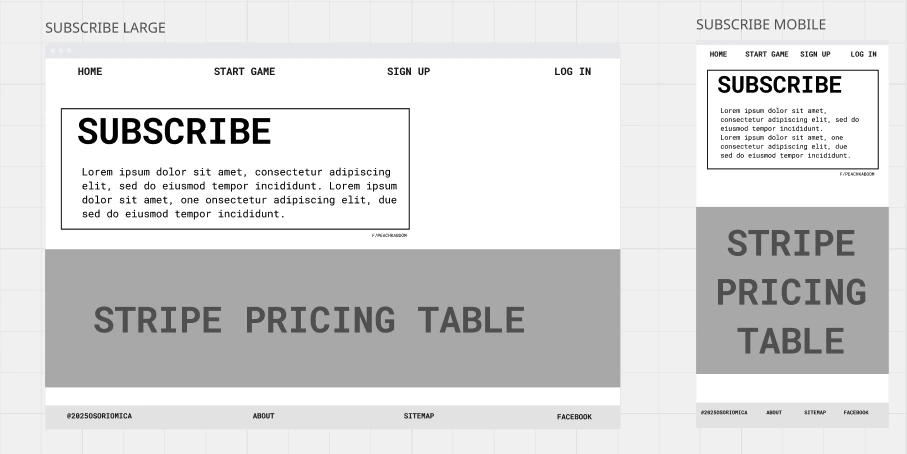 SUBSCRIBE LARGE
HOME START GAME SIGN UP LOG IN
SUBSCRIBE
Lorem ipsum dolor sit amet, consectetur adipiscing
elit, sed do eiusmod tempor incididunt. Lorem ipsum
dolor sit amet, one onsectetur adipiscing elit, due
sed do eiusmod tempor incididunt.
F/PEACHKABOOM
STRIPE PRICING TABLE
@2025OSORIOMICA ABOUT SITEMAP FACEBOOK
SUBSCRIBE MOBILE
HOME START GAME SIGN UP LOG IN
SUBSCRIBE
Lorem ipsum dolor sit amet,
consectetur adipiscing elit, sed do
eiusmod tempor incididunt.
Lorem ipsum dolor sit amet, one
consectetur adipiscing elit, due
sed do eiusmod tempor incididunt.
F/PEACHKABOOM
STRIPE
PRICING
TABLE
@2025OSORIOMICA ABOUT SITEMAP FACEBOOK